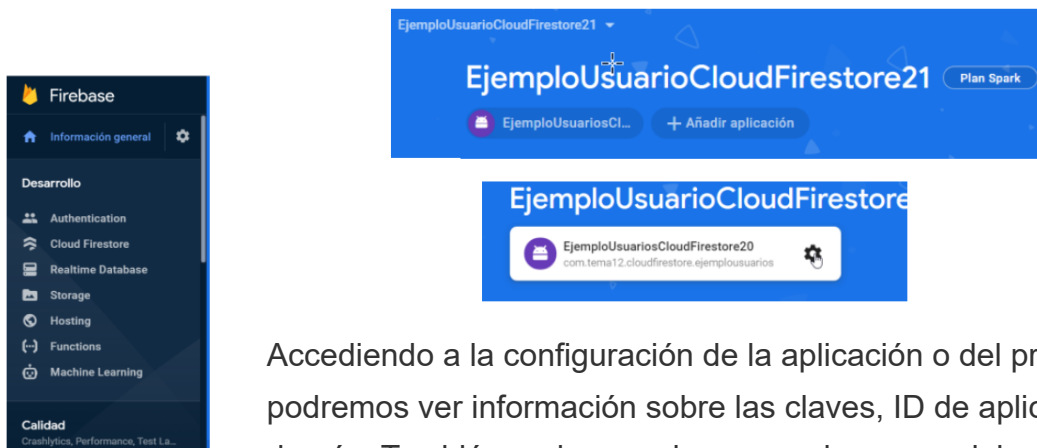 EjemploUsuarioCloudFirestore21
EjemploUsuarioCloudFirestore21 Plan Spark
EjemploUsuariosCl... + Añadir aplicación
Firebase
Información general
Desarrollo
Authentication
Cloud Firestore
Realtime Database
Storage
Hosting
Functions
Machine Learning
Calidad
Crashlytics, Performance, Test La...
EjemploUsuarioCloudFirestore
EjemploUsuariosCloudFirestore20
com.tema12.cloudfirestore.ejemplousuarios
Accediendo a la configuración de la aplicación o del pr
podremos ver información sobre las claves, ID de aplic